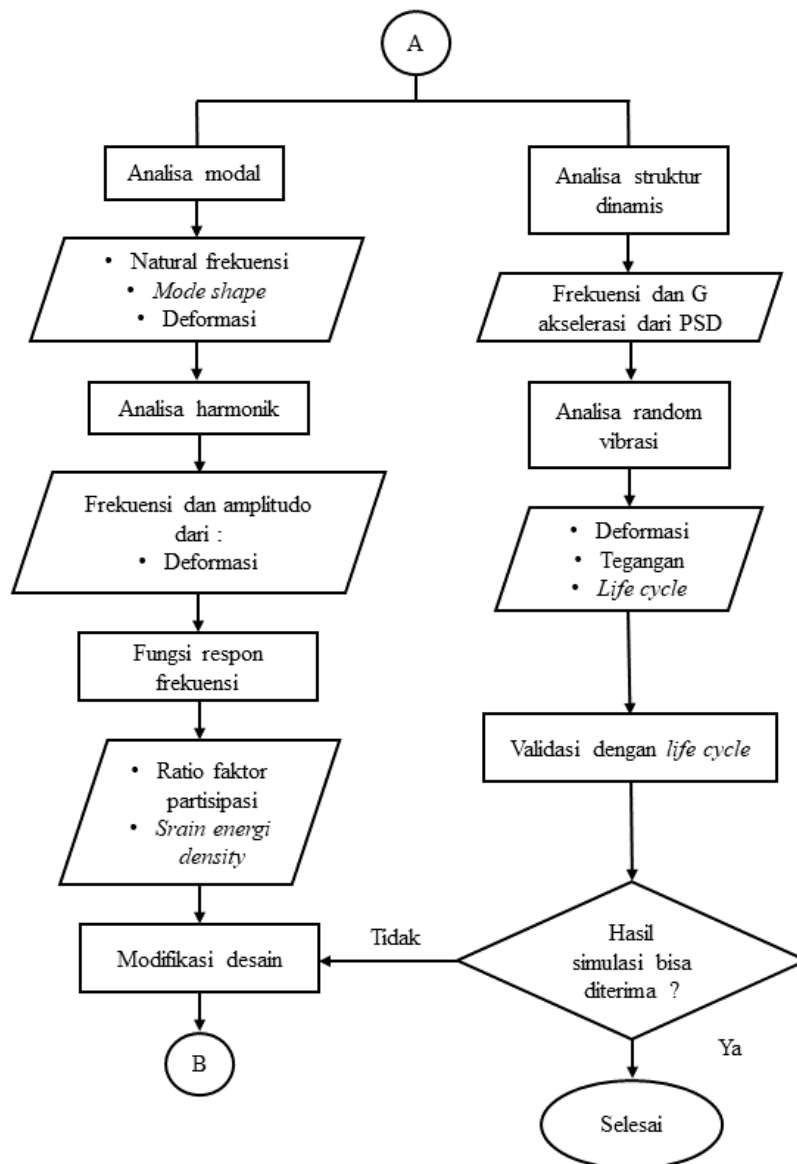 A
Analisa modal
• Natural frekuensi
• Mode shape
• Deformasi
Analisa harmonik
Frekuensi dan amplitudo
dari :
• Deformasi
Fungsi respon
frekuensi
• Ratio faktor
partisipasi
• Srain energi
density
Modifikasi desain
B
Analisa struktur
dinamis
Frekuensi dan G
akselerasi dari PSD
Analisa random
vibrasi
• Deformasi
• Tegangan
• Life cycle
Validasi dengan life cycle
Hasil
simulasi bisa
diterima ?
Tidak
Ya
Selesai